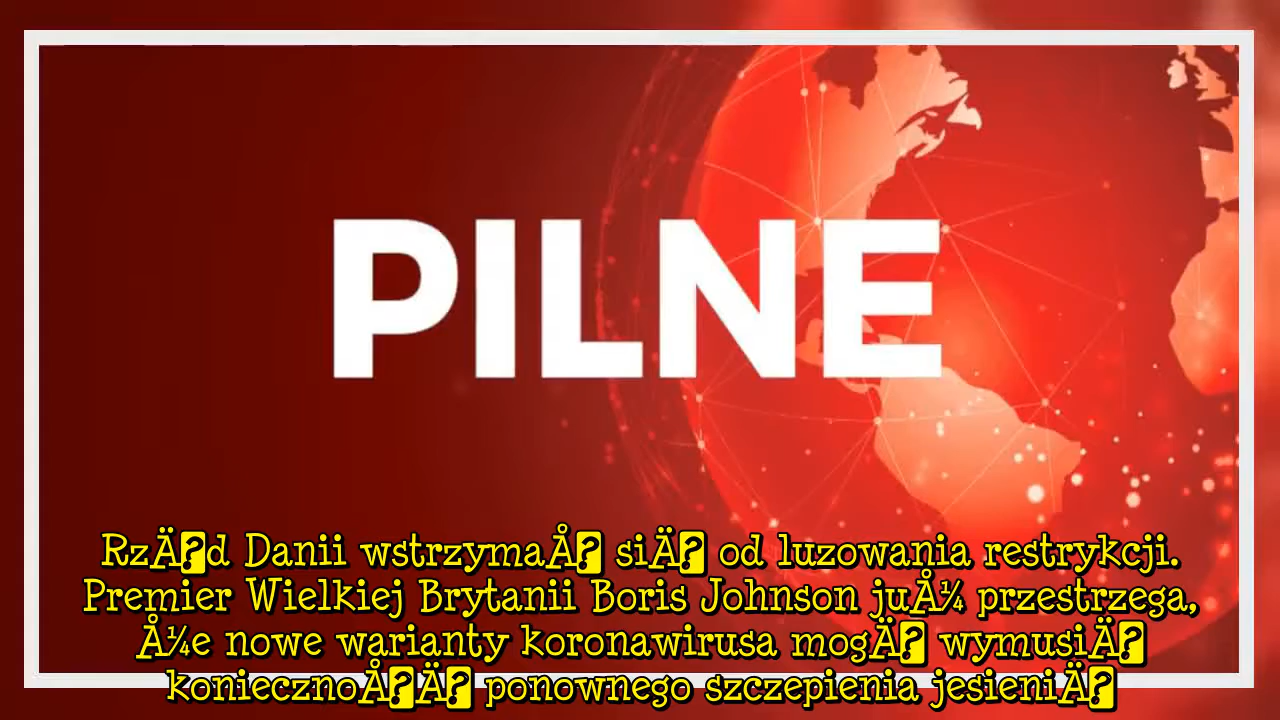 PILNE
RzÄ�d Danii wstrzymaÅ� siÄ� od luzowania restrykcji.
Premier Wielkiej Brytanii Boris Johnson juÅ¼ przestrzega,
Å¼e nowe warianty koronawirusa mogÄ� wymusiÄ�
koniecznoÅ�Ä� ponownego szczepienia jesieniÄ�